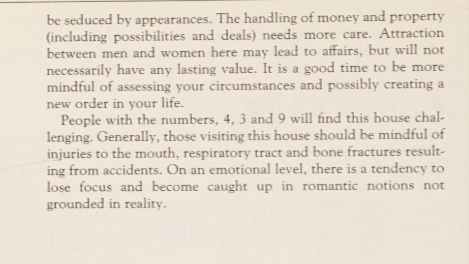 be seduced by appearances. The handling of money and property
(including possibilities and deals) needs more care. Attraction
between men and women here may lead to affairs, but will not
necessarily have any lasting value. It is a good time to be more
mindful of assessing your circumstances and possibly creating a
new order in your life.
People with the numbers, 4, 3 and 9 will find this house chal-
lenging. Generally, those visiting this house should be mindful of
injuries to the mouth, respiratory tract and bone fractures result-
ing from accidents. On an emotional level, there is a tendency to
lose focus and become caught up in romantic notions not
grounded in reality.